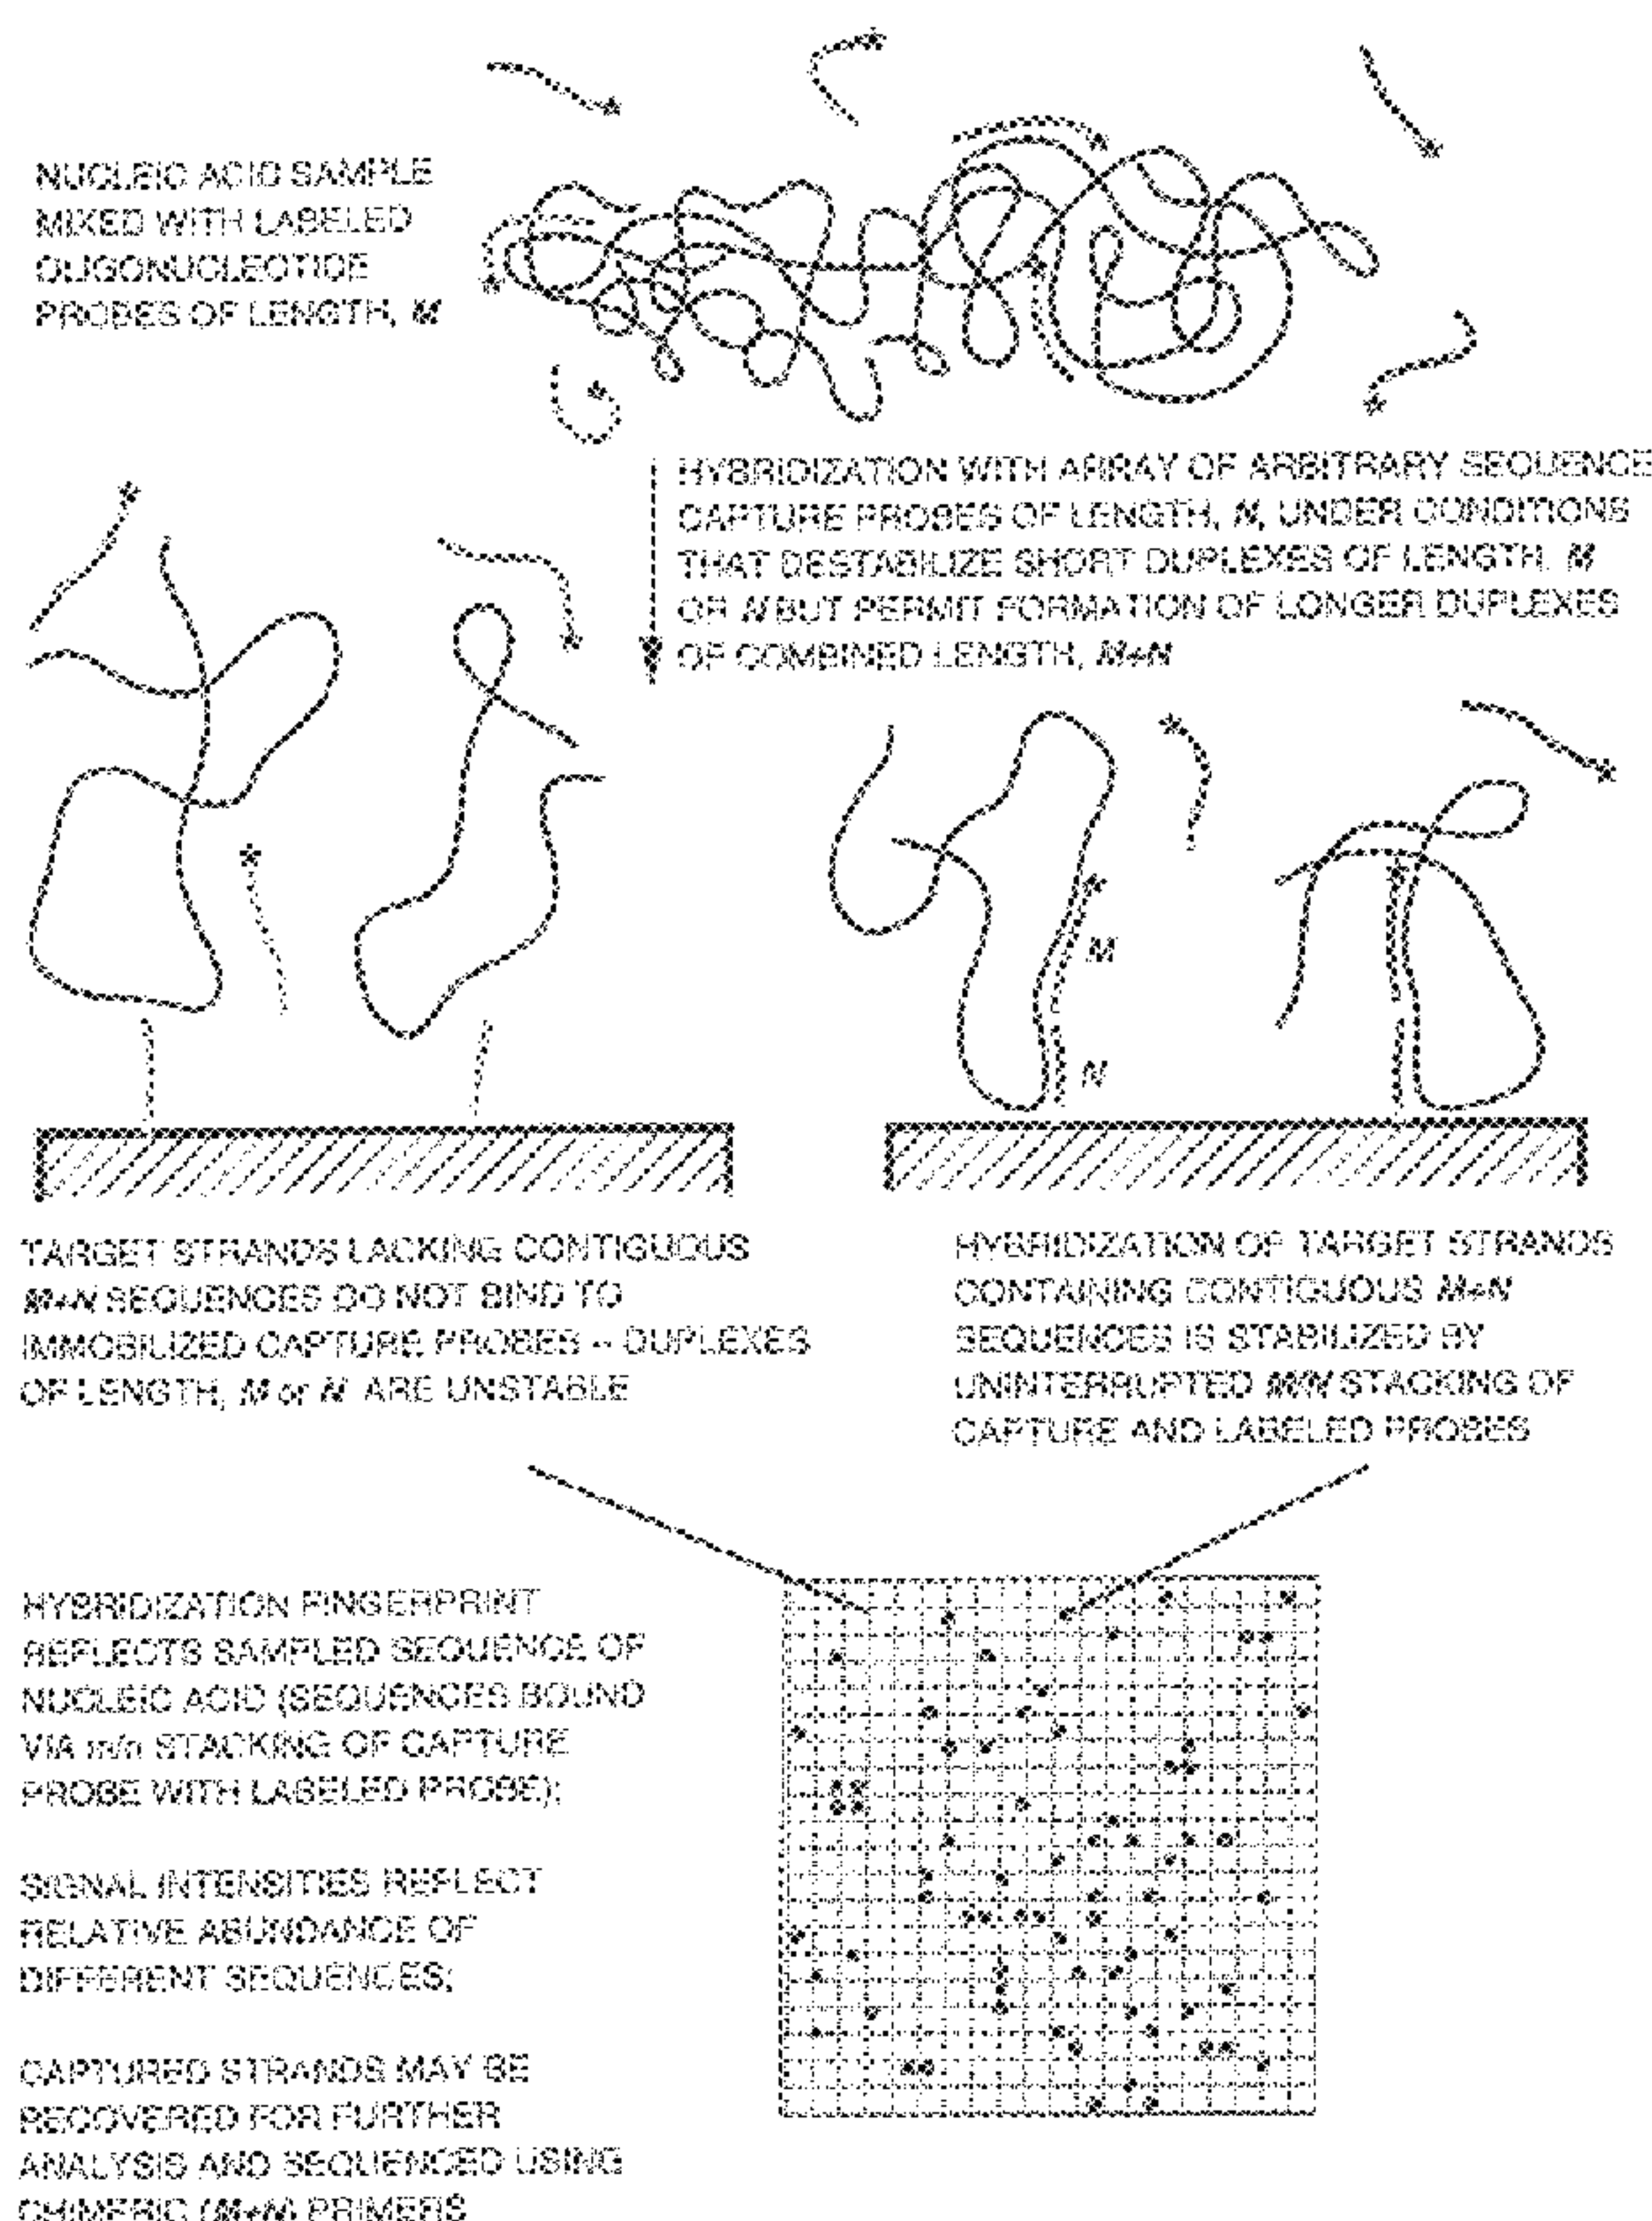 NUCLEIC ACID SAMPLE
MIXED WITH LABELED
OLIGONUCLEOTIDE
PROBES OF LENGTH, M
HYBRIDIZATION WITH ARRAY OF ARBITRARY SEQUENCE
CAPTURE PROBES OF LENGTH, N, UNDER CONDITIONS
THAT DESTABILIZE SHORT DUPLEXES OF LENGTH, M
OR N BUT PERMIT FORMATION OF LONGER DUPLEXES
OF COMBINED LENGTH, M+N
M
N
TARGET STRANDS LACKING CONTIGUOUS
M+N SEQUENCES DO NOT BIND TO
IMMOBILIZED CAPTURE PROBES -- DUPLEXES
OF LENGTH, M or N ARE UNSTABLE
HYBRIDIZATION OF TARGET STRANDS
CONTAINING CONTIGUOUS M+N
SEQUENCES IS STABILIZED BY
UNINTERRUPTED M/N STACKING OF
CAPTURE AND LABELED PROBES
HYBRIDIZATION FINGERPRINT
REFLECTS SAMPLED SEQUENCE OF
NUCLEIC ACID (SEQUENCES BOUND
VIA m/n STACKING OF CAPTURE
PROBE WITH LABELED PROBE);
SIGNAL INTENSITIES REFLECT
RELATIVE ABUNDANCE OF
DIFFERENT SEQUENCES;
CAPTURED STRANDS MAY BE
RECOVERED FOR FURTHER
ANALYSIS AND SEQUENCED USING
CHIMERIC (M+N) PRIMERS